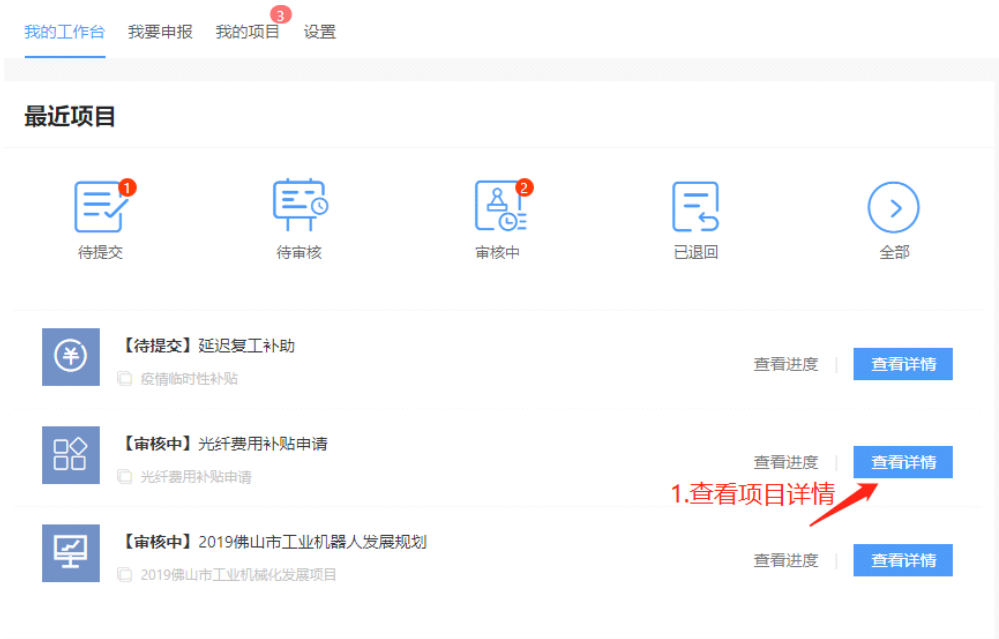 我的工作台 我要申报 我的项目 3 设置
最近项目
1 2
待提交 待审核 审核中 已退回 全部
【待提交】延迟复工补助
疫情临时性补贴
查看进度 查看详情
【审核中】光纤费用补贴申请
光纤费用补贴申请
查看进度 查看详情
1.查看项目详情
【审核中】2019佛山市工业机器人发展规划
2019佛山市工业机械化发展项目
查看进度 查看详情